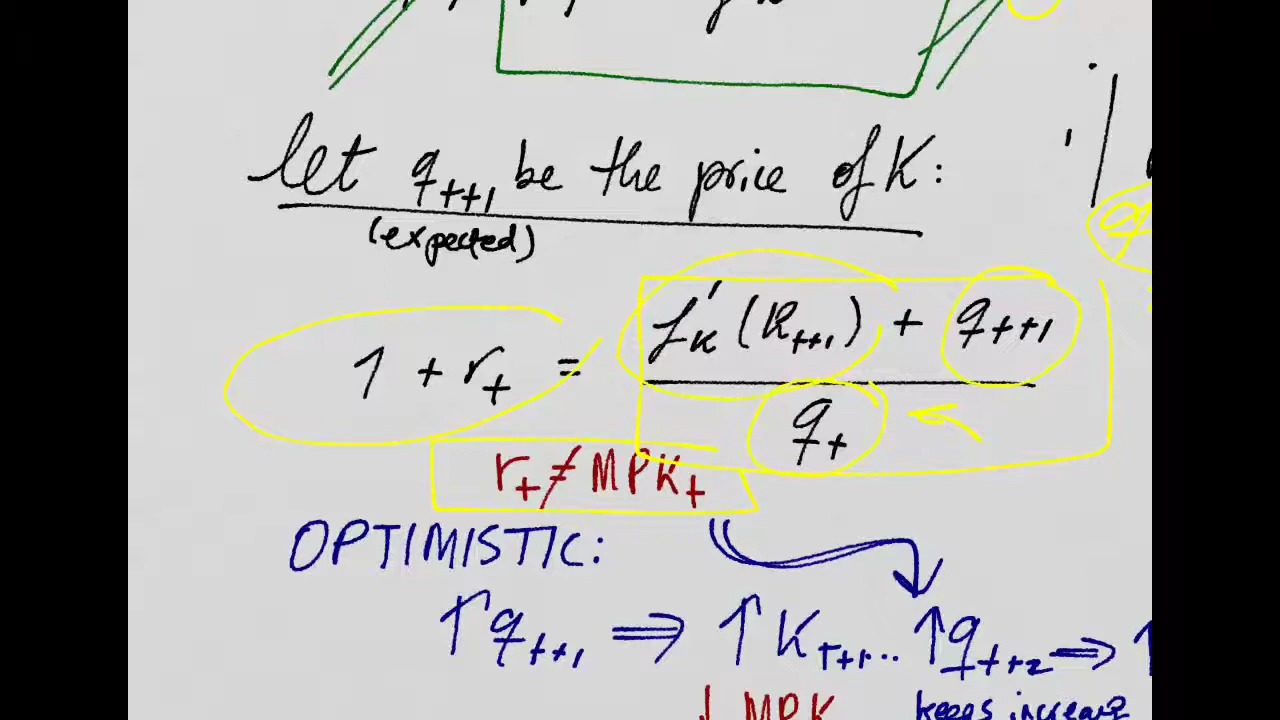 let q_{t+1} be the price of K:
(expected)
1 + r_t = \frac{f'_K(K_{t+1}) + q_{t+1}}{q_t}
r_t ≠ MPK_t
OPTIMISTIC:
↑ q_{t+1} ⟹ ↑ K_{t+1}.. ↑ q_{t+2} ⟹ ↑
↓ MPK keeps increase